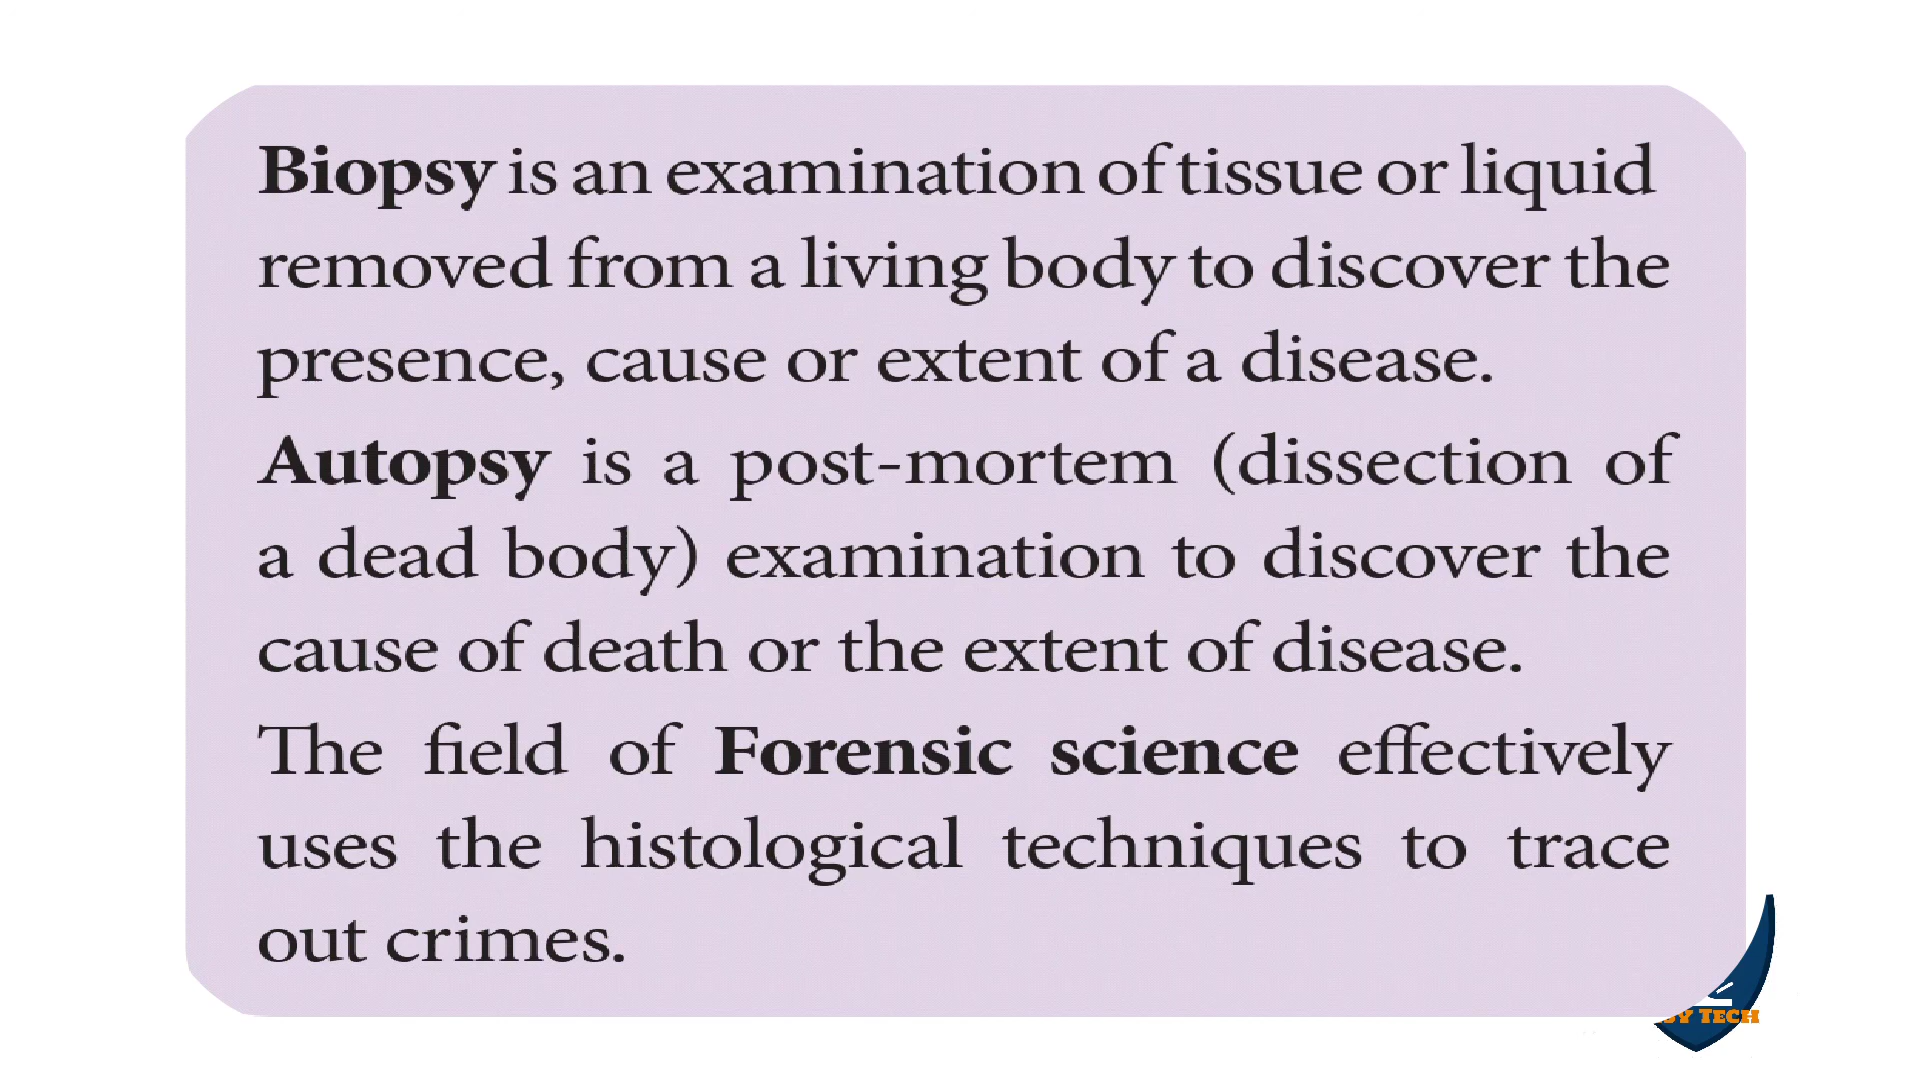 Biopsy is an examination of tissue or liquid
removed from a living body to discover the
presence, cause or extent of a disease.
Autopsy is a post-mortem (dissection of
a dead body) examination to discover the
cause of death or the extent of disease.
The field of Forensic science effectively
uses the histological techniques to trace
out crimes.
TECH